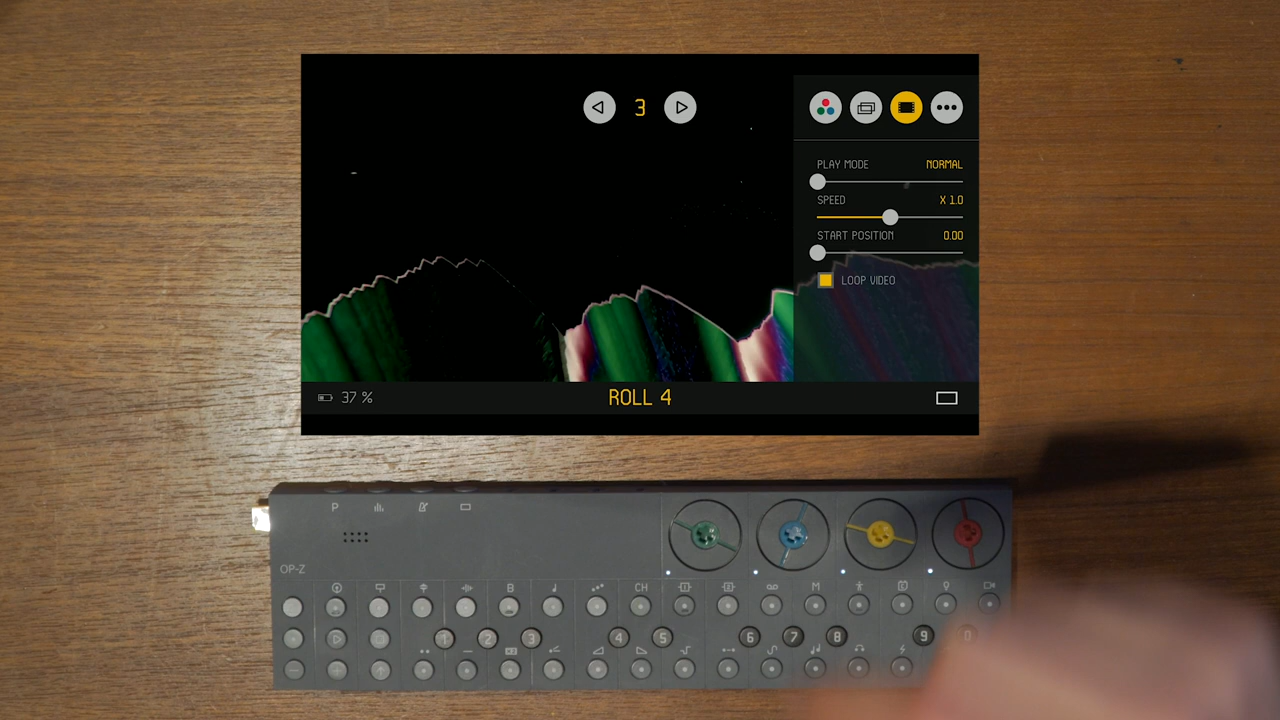 3
PLAY MODE NORMAL
SPEED X 1.0
START POSITION 0.00
LOOP VIDEO
37 % ROLL 4
P
OP-Z
B CH M
1 2 3 4 5 6 7 8 9 0